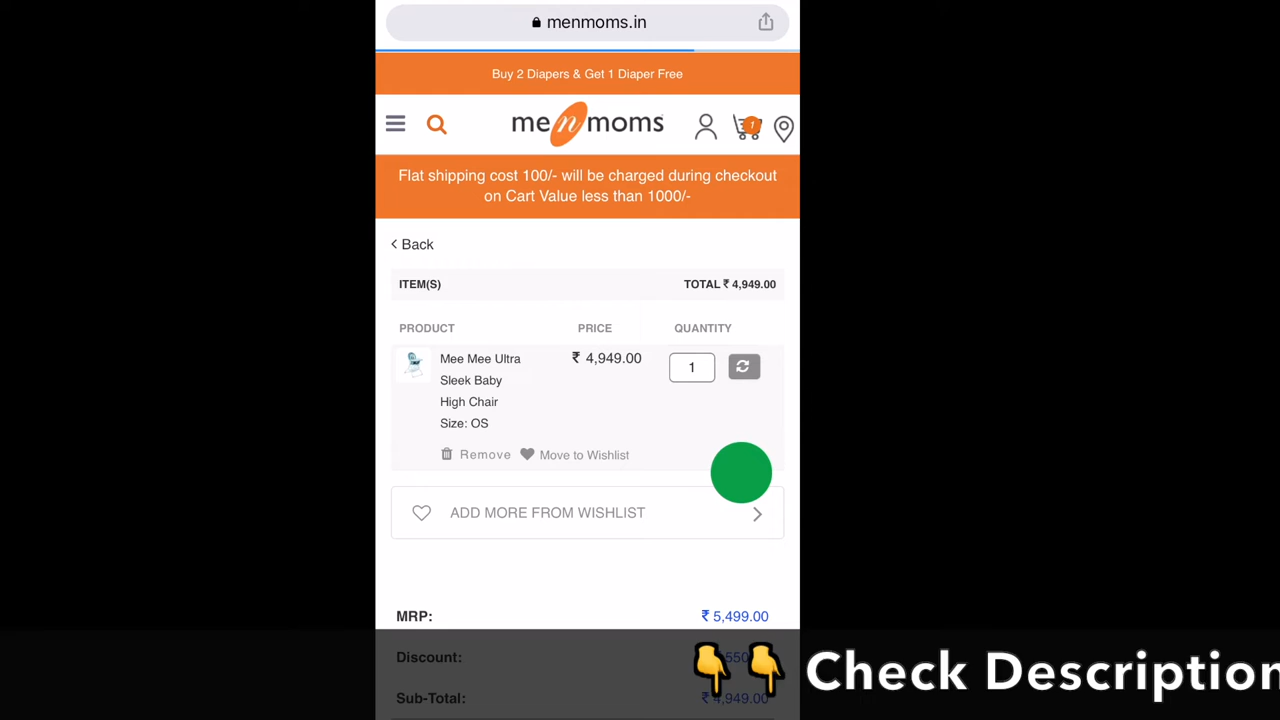 menmoms.in
Buy 2 Diapers & Get 1 Diaper Free
menmoms 1
Flat shipping cost 100/- will be charged during checkout
on Cart Value less than 1000/-
Back
ITEM(S) TOTAL ₹ 4,949.00
PRODUCT PRICE QUANTITY
Mee Mee Ultra ₹ 4,949.00 1
Sleek Baby
High Chair
Size: OS
Remove Move to Wishlist
ADD MORE FROM WISHLIST
MRP: ₹ 5,499.00
Discount:
Sub-Total: ₹ 4,949.00
Check Description